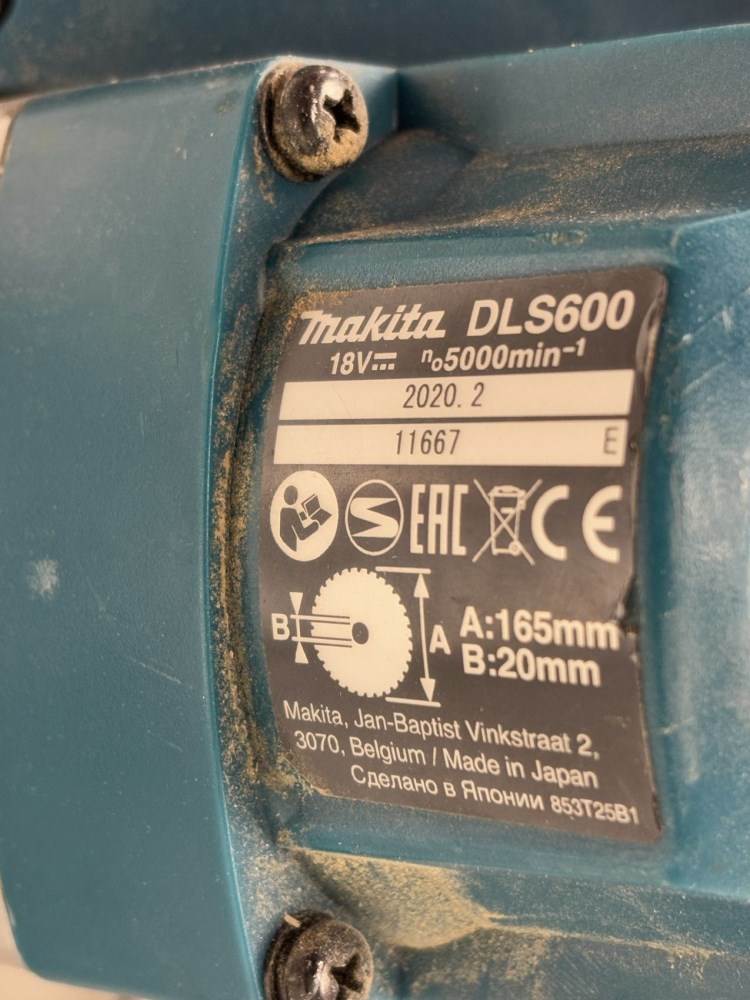 makita DLS600
18V⎓ n₀5000min⁻¹
2020. 2
11667 E
EAC CE
B A A:165mm
B:20mm
Makita, Jan-Baptist Vinkstraat 2,
3070, Belgium / Made in Japan
Сделано в Японии 853T25B1